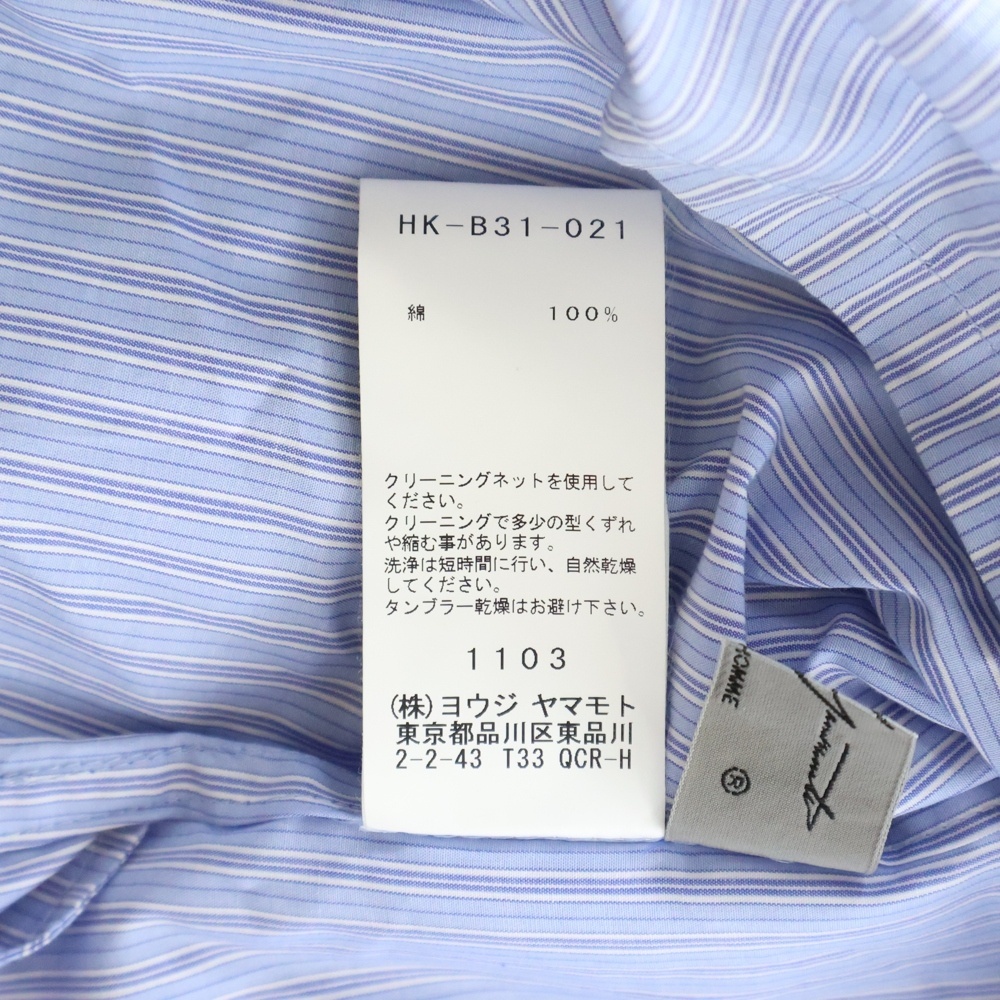 HK-B31-021
綿 100%
クリーニングネットを使用して
ください。
クリーニングで多少の型くずれ
や縮む事があります。
洗浄は短時間に行い、自然乾燥
してください。
タンブラー乾燥はお避け下さい。
1103
(株)ヨウジ ヤマモト
東京都品川区東品川
2-2-43 T33 QCR-H
HOMME
®